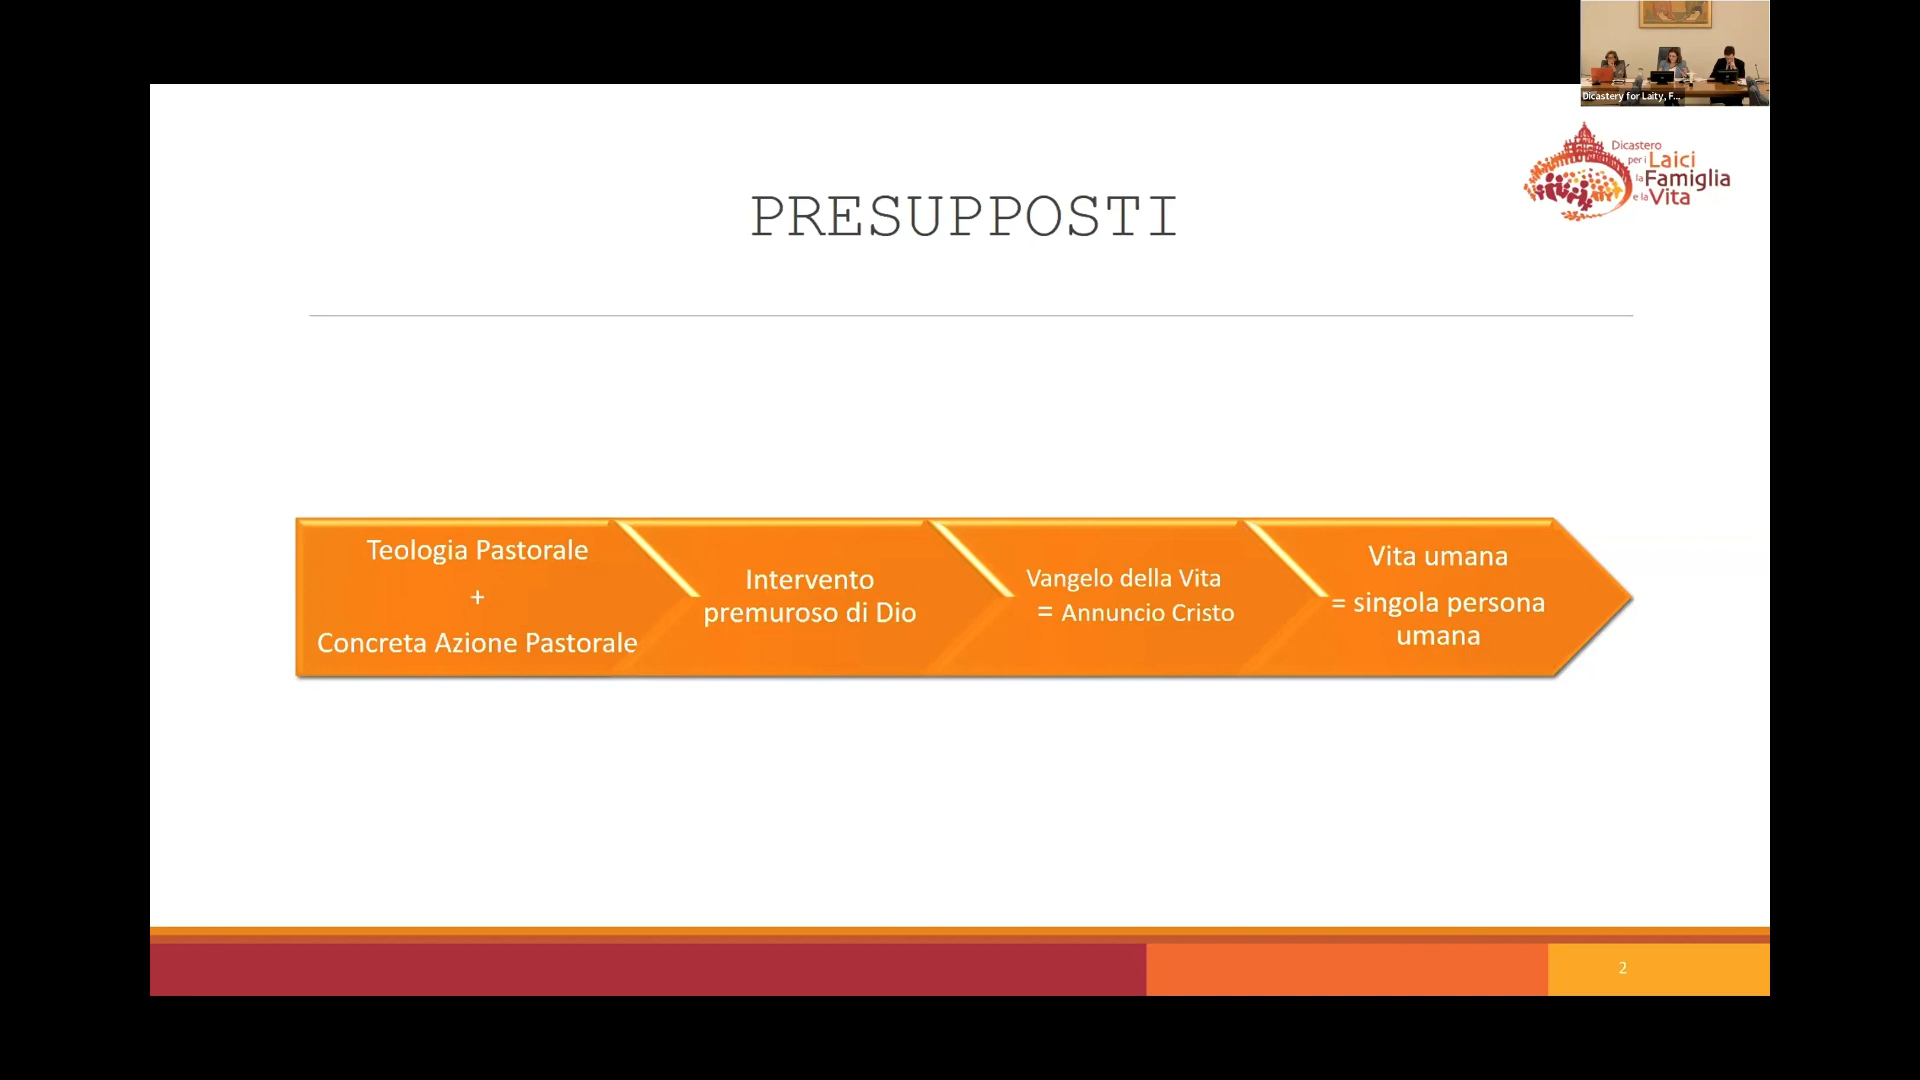 Dicastery for Laity, F...
Dicastero
per i Laici
la Famiglia
e la Vita
PRESUPPOSTI
Teologia Pastorale
+
Concreta Azione Pastorale
Intervento
premuroso di Dio
Vangelo della Vita
= Annuncio Cristo
Vita umana
= singola persona
umana
2